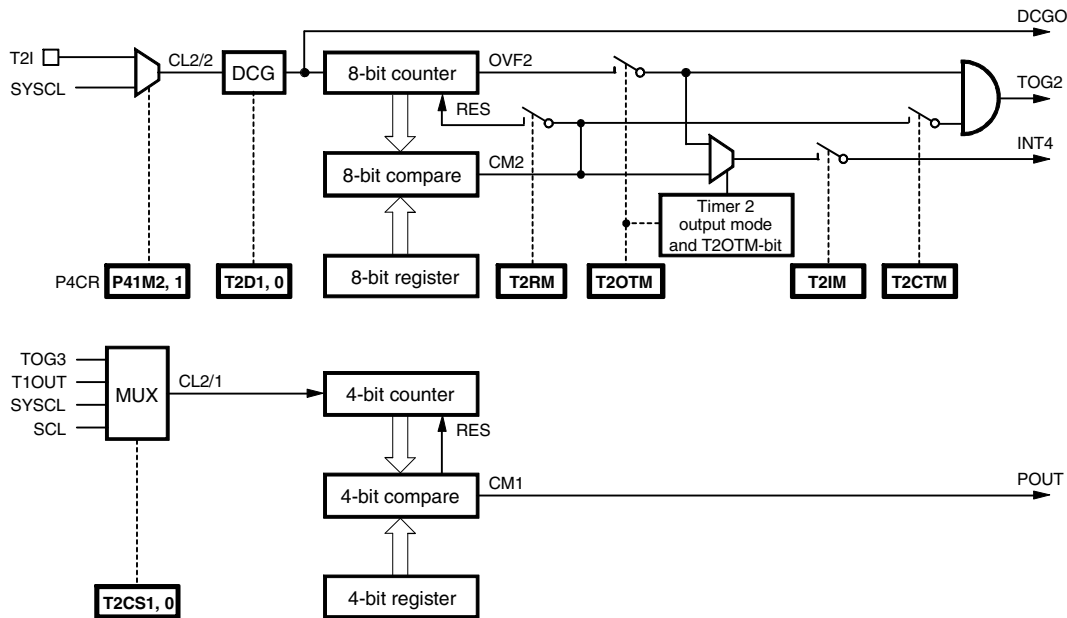 DCGO
T2I
CL2/2
DCG
8-bit counter
OVF2
SYSCL
TOG2
RES
INT4
8-bit compare
CM2
Timer 2
output mode
and T2OTM-bit
P4CR
P41M2, 1
T2D1, 0
8-bit register
T2RM
T2OTM
T2IM
T2CTM
TOG3
T1OUT
SYSCL
SCL
MUX
CL2/1
4-bit counter
RES
4-bit compare
CM1
POUT
T2CS1, 0
4-bit register